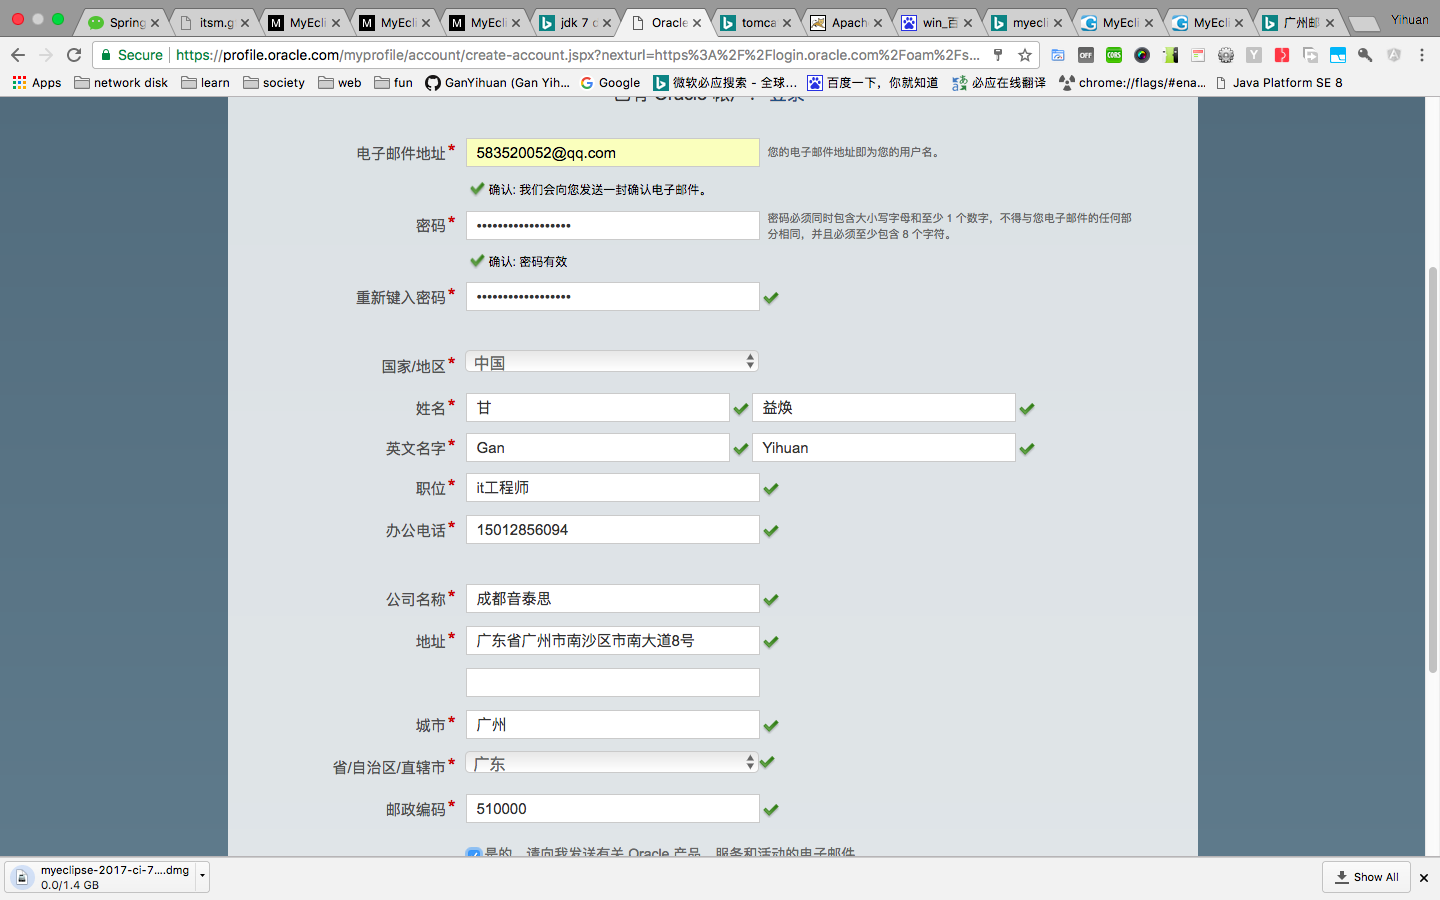 Spring
itsm.g
MyEcli
MyEcli
MyEcli
jdk 7 d
Oracle
tomca
Apach
win_百
myecli
MyEcli
MyEcli
广州邮
Yihuan
Secure
https://profile.oracle.com/myprofile/account/create-account.jspx?nexturl=https%3A%2F%2Flogin.oracle.com%2Foam%2Fs...
Apps
network disk
learn
society
web
fun
GanYihuan (Gan Yih...
Google
微软必应搜索 - 全球...
百度一下，你就知道
必应在线翻译
chrome://flags/#ena...
Java Platform SE 8
电子邮件地址*
583520052@qq.com
您的电子邮件地址即为您的用户名。
确认: 我们会向您发送一封确认电子邮件。
密码*
密码必须同时包含大小写字母和至少 1 个数字，不得与您电子邮件的任何部
分相同，并且必须至少包含 8 个字符。
确认: 密码有效
重新键入密码*
国家/地区* 中国
姓名* 甘 益焕
英文名字* Gan Yihuan
职位* it工程师
办公电话* 15012856094
公司名称* 成都音泰思
地址* 广东省广州市南沙区市南大道8号
城市* 广州
省/自治区/直辖市* 广东
邮政编码* 510000
是的，请向我发送有关 Oracle 产品、服务和活动的电子邮件
myeclipse-2017-ci-7....dmg
0.0/1.4 GB
Show All